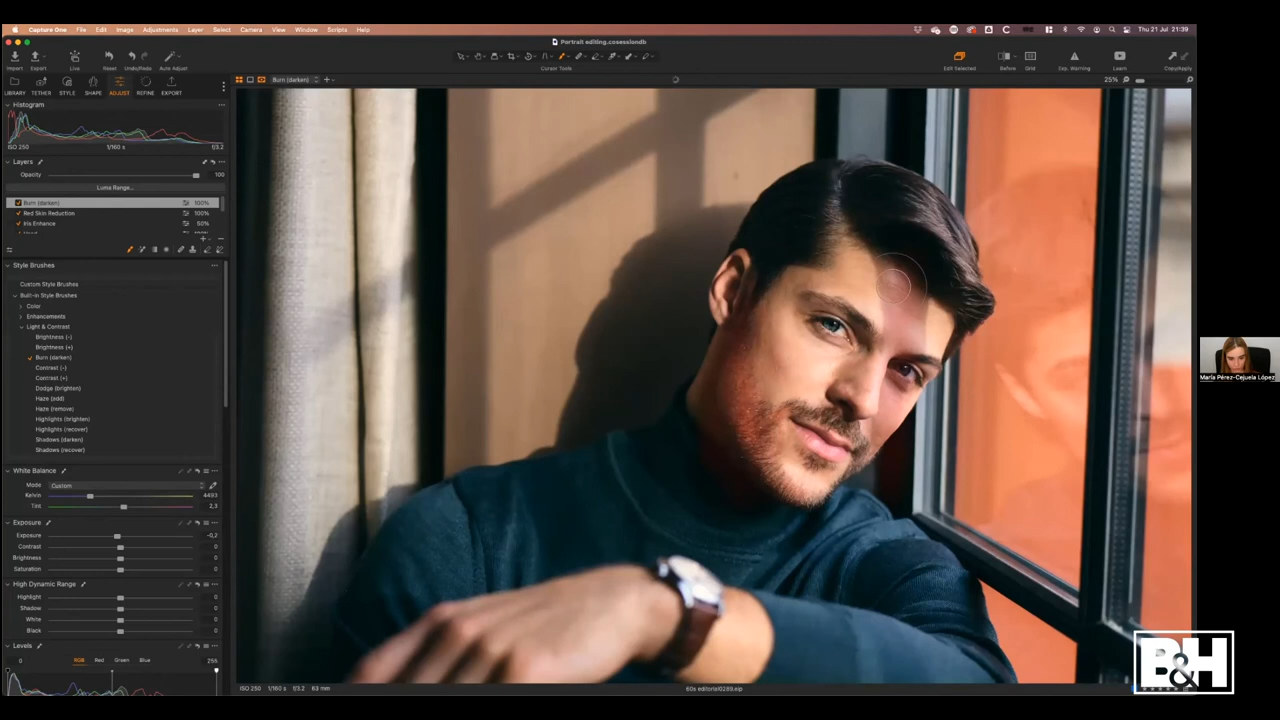 Capture One File Edit Image Adjustments Layer Select Camera View Window Scripts Help Thu 21 Jul 21:39
Portrait editing.cosessiondb
Import Export Live Reset Undo/Redo Auto Adjust Cursor Tools Edit Selected Before Grid Exp. Warning Learn Copy/Apply
Burn (darken) 25%
LIBRARY TETHER STYLE SHAPE ADJUST REFINE EXPORT
Histogram
ISO 250 1/160 s f/3.2
Layers
Opacity 100
Luma Range...
Burn (darken) 100%
Red Skin Reduction 100%
Iris Enhance 50%
Style Brushes
Custom Style Brushes
Built-in Style Brushes
Color
Enhancements
Light & Contrast
Brightness (-)
Brightness (+)
Burn (darken)
Contrast (-)
Contrast (+)
Dodge (brighten)
Haze (add)
Haze (remove)
Highlights (brighten)
Highlights (recover)
Shadows (darken)
Shadows (recover)
White Balance
Mode Custom
Kelvin 4493
Tint 2,3
Exposure
Exposure -0,2
Contrast 0
Brightness 0
Saturation 0
High Dynamic Range
Highlight 0
Shadow 0
White 0
Black 0
Levels
0 RGB Red Green Blue 255
ISO 250 1/160 s f/3.2 63 mm 60s editorial0289.eip
María Pérez-Cejuela López
B&H